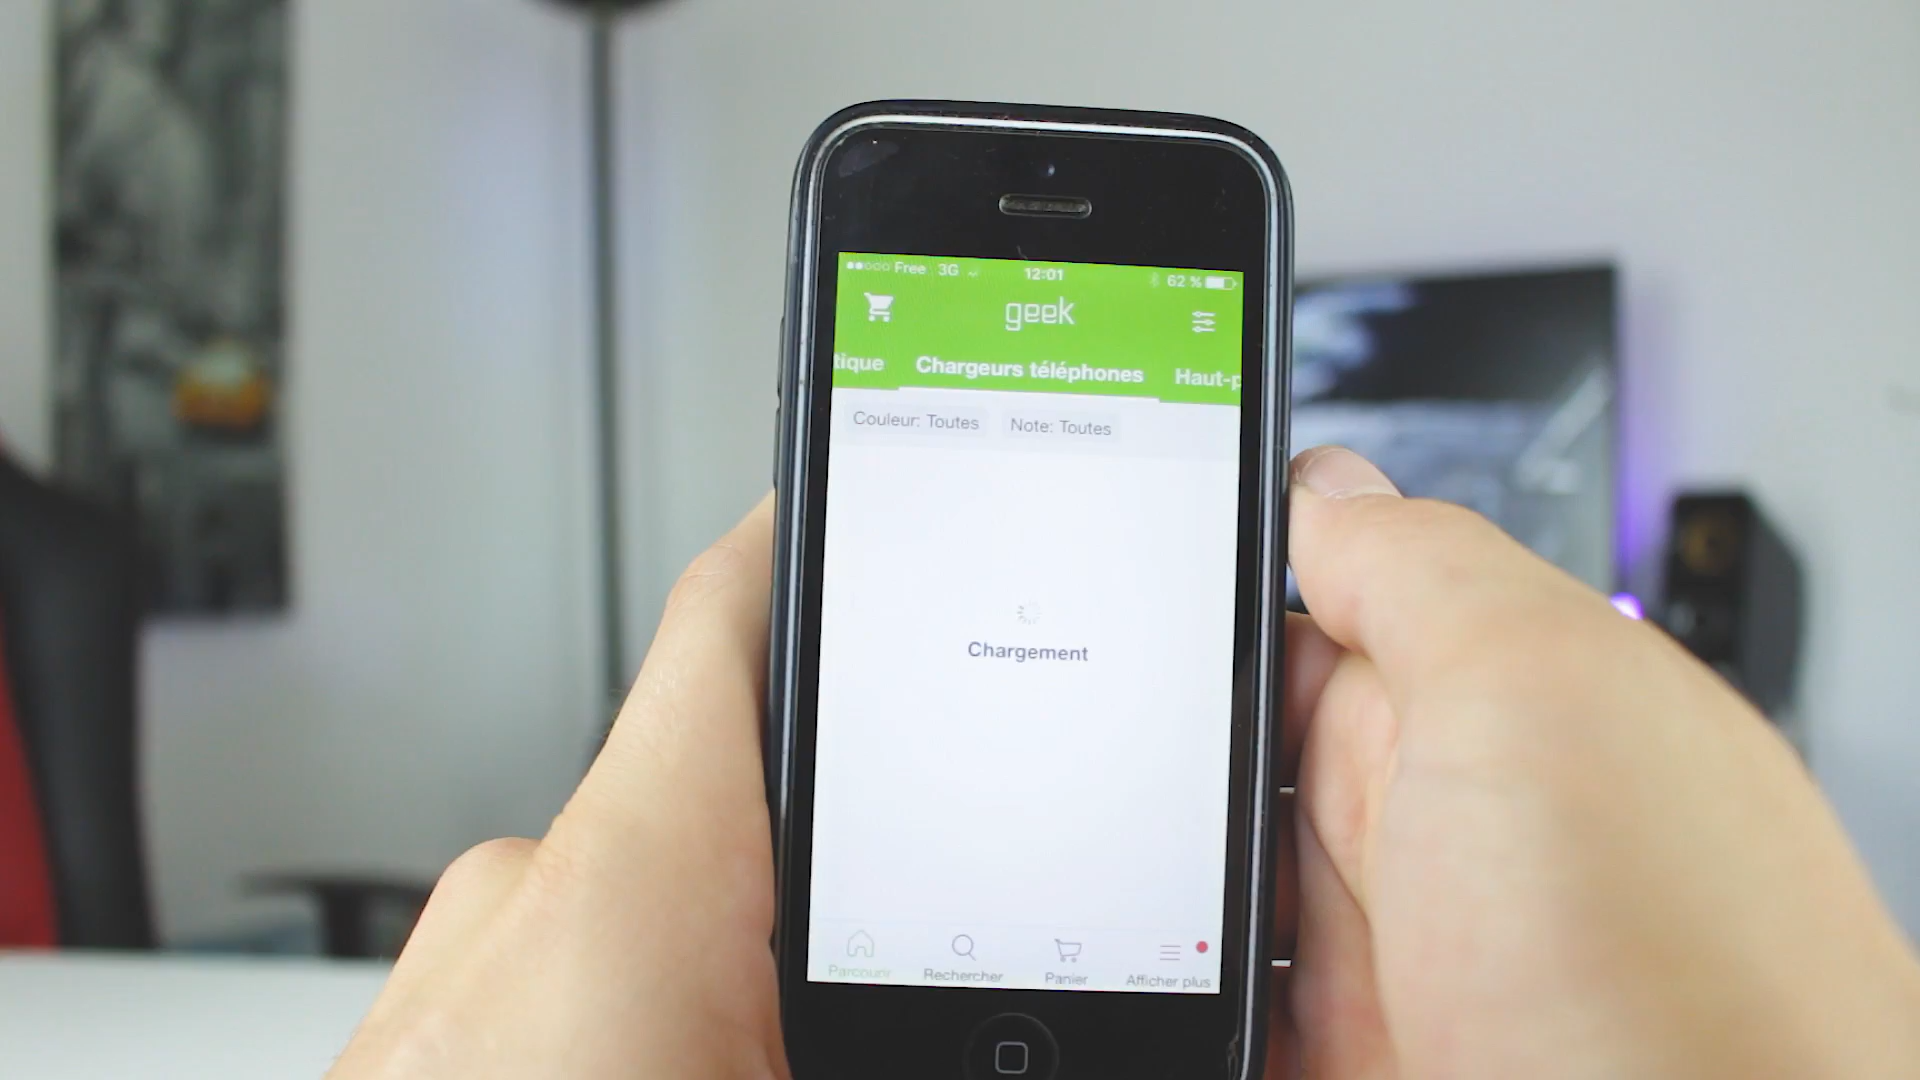 Free 3G 12:01 62 %
geek
tique Chargeurs téléphones Haut-p
Couleur: Toutes Note: Toutes
Chargement
Parcourir Rechercher Panier Afficher plus